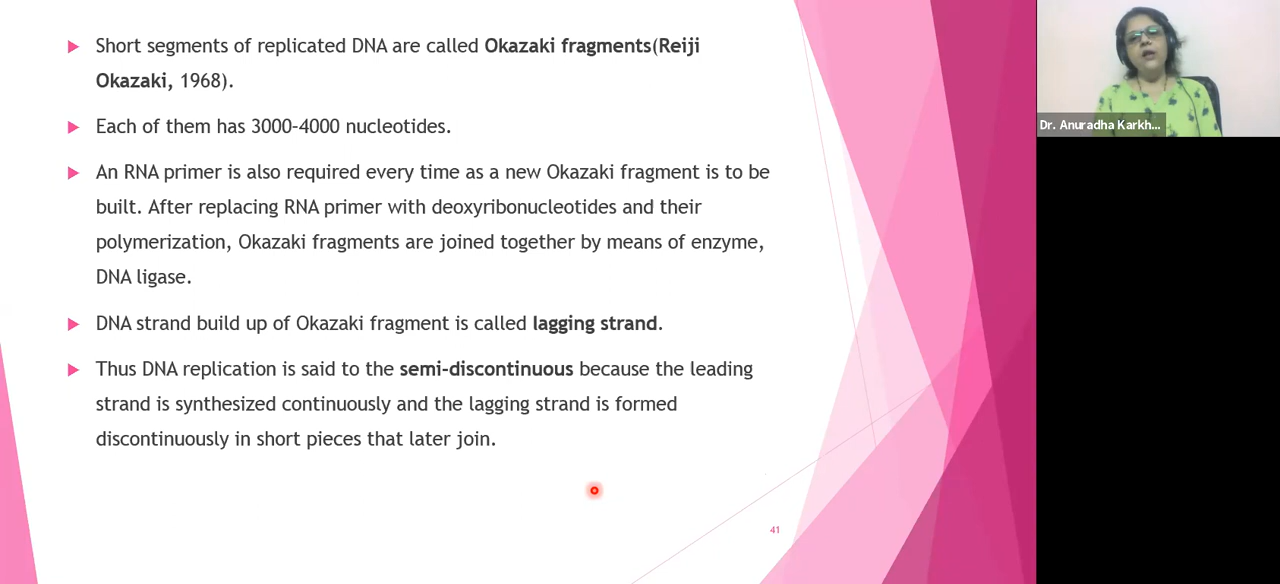 Short segments of replicated DNA are called Okazaki fragments(Reiji
Okazaki, 1968).
Each of them has 3000-4000 nucleotides.
An RNA primer is also required every time as a new Okazaki fragment is to be
built. After replacing RNA primer with deoxyribonucleotides and their
polymerization, Okazaki fragments are joined together by means of enzyme,
DNA ligase.
DNA strand build up of Okazaki fragment is called lagging strand.
Thus DNA replication is said to the semi-discontinuous because the leading
strand is synthesized continuously and the lagging strand is formed
discontinuously in short pieces that later join.
41
Dr. Anuradha Karkh...